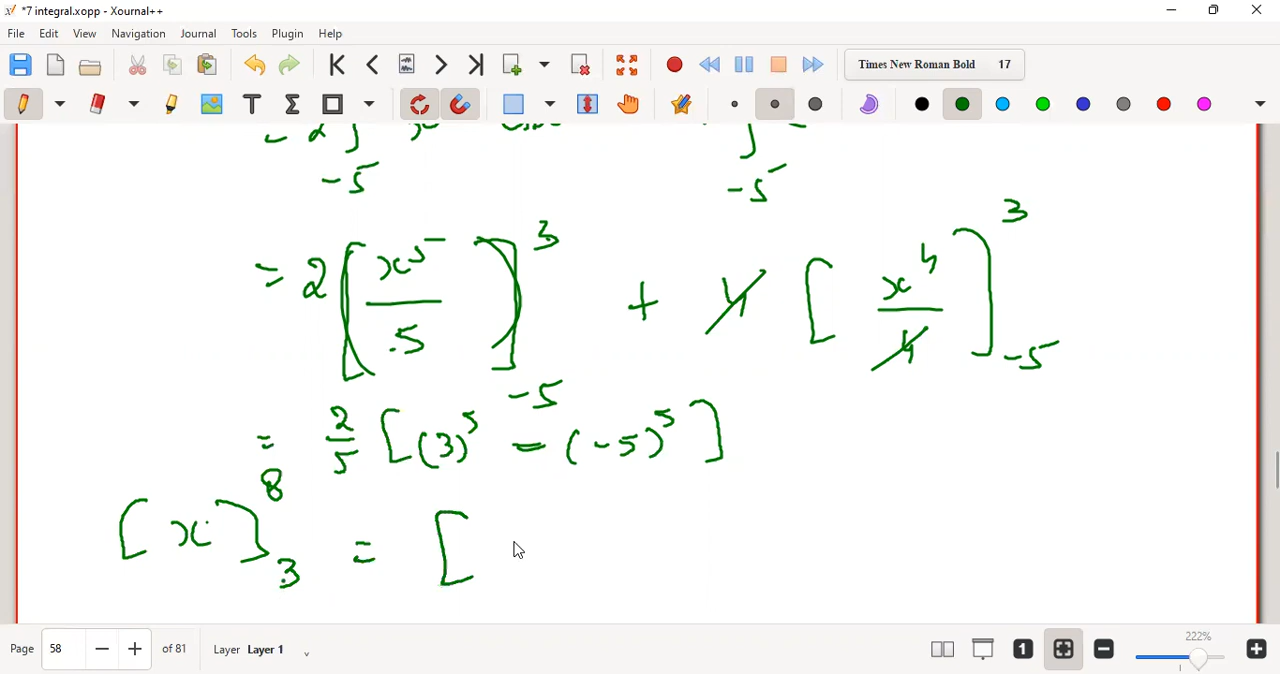 *7 integral.xopp - Xournal++
File Edit View Navigation Journal Tools Plugin Help
Times New Roman Bold 17
-5 -5
= 2 [ x^5 / 5 ]^3_-5 + 4 [ x^4 / 4 ]^3_-5
= 2/5 [ (3)^5 = (-5)^5 ]
[ x ]^8_3 = [
Page 58 of 81 Layer Layer 1 222%